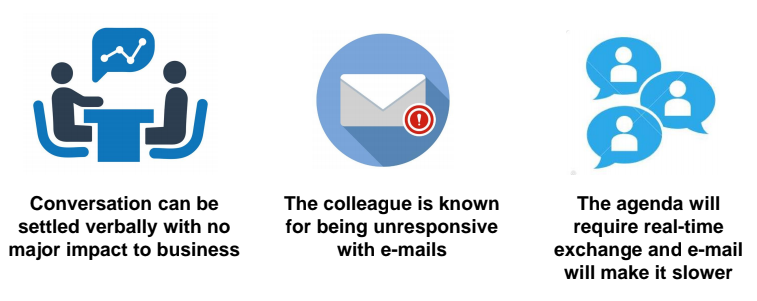 Conversation can be
settled verbally with no
major impact to business
The colleague is known
for being unresponsive
with e-mails
The agenda will
require real-time
exchange and e-mail
will make it slower